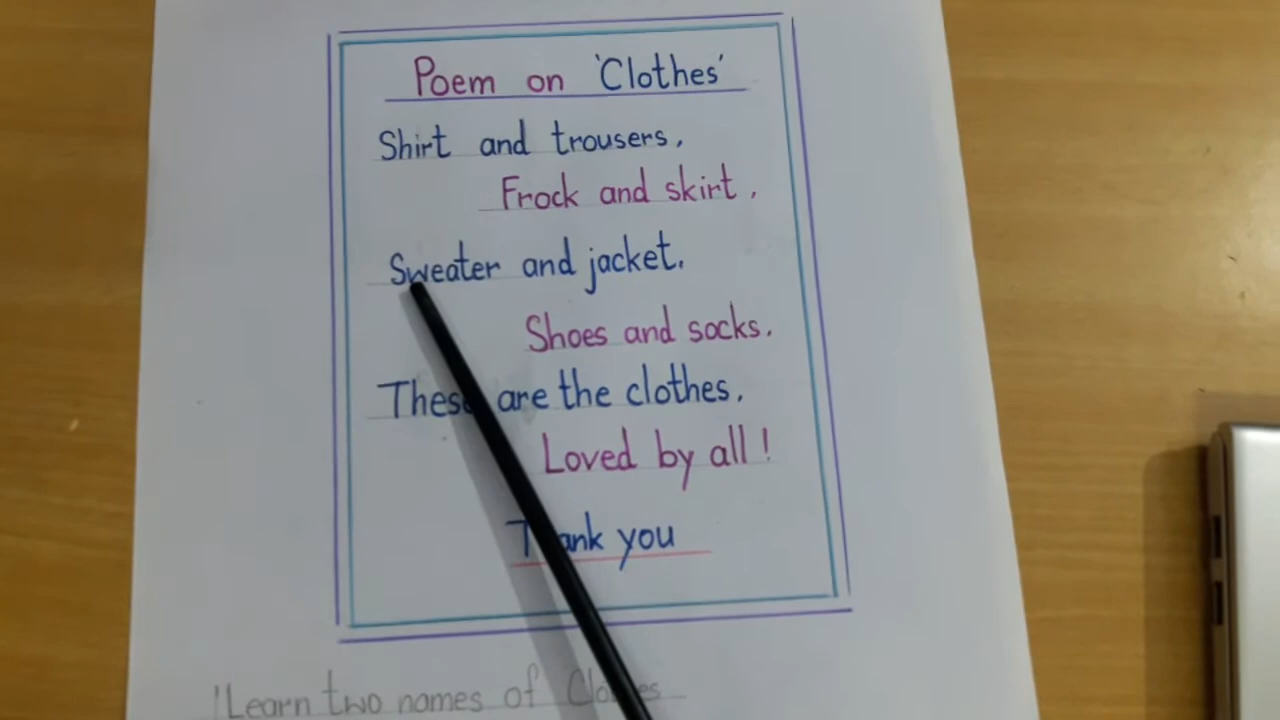 Poem on 'Clothes'
Shirt and trousers,
Frock and skirt,
Sweater and jacket.
Shoes and socks.
These are the clothes.
Loved by all!
Thank you
Learn two names of Clothes